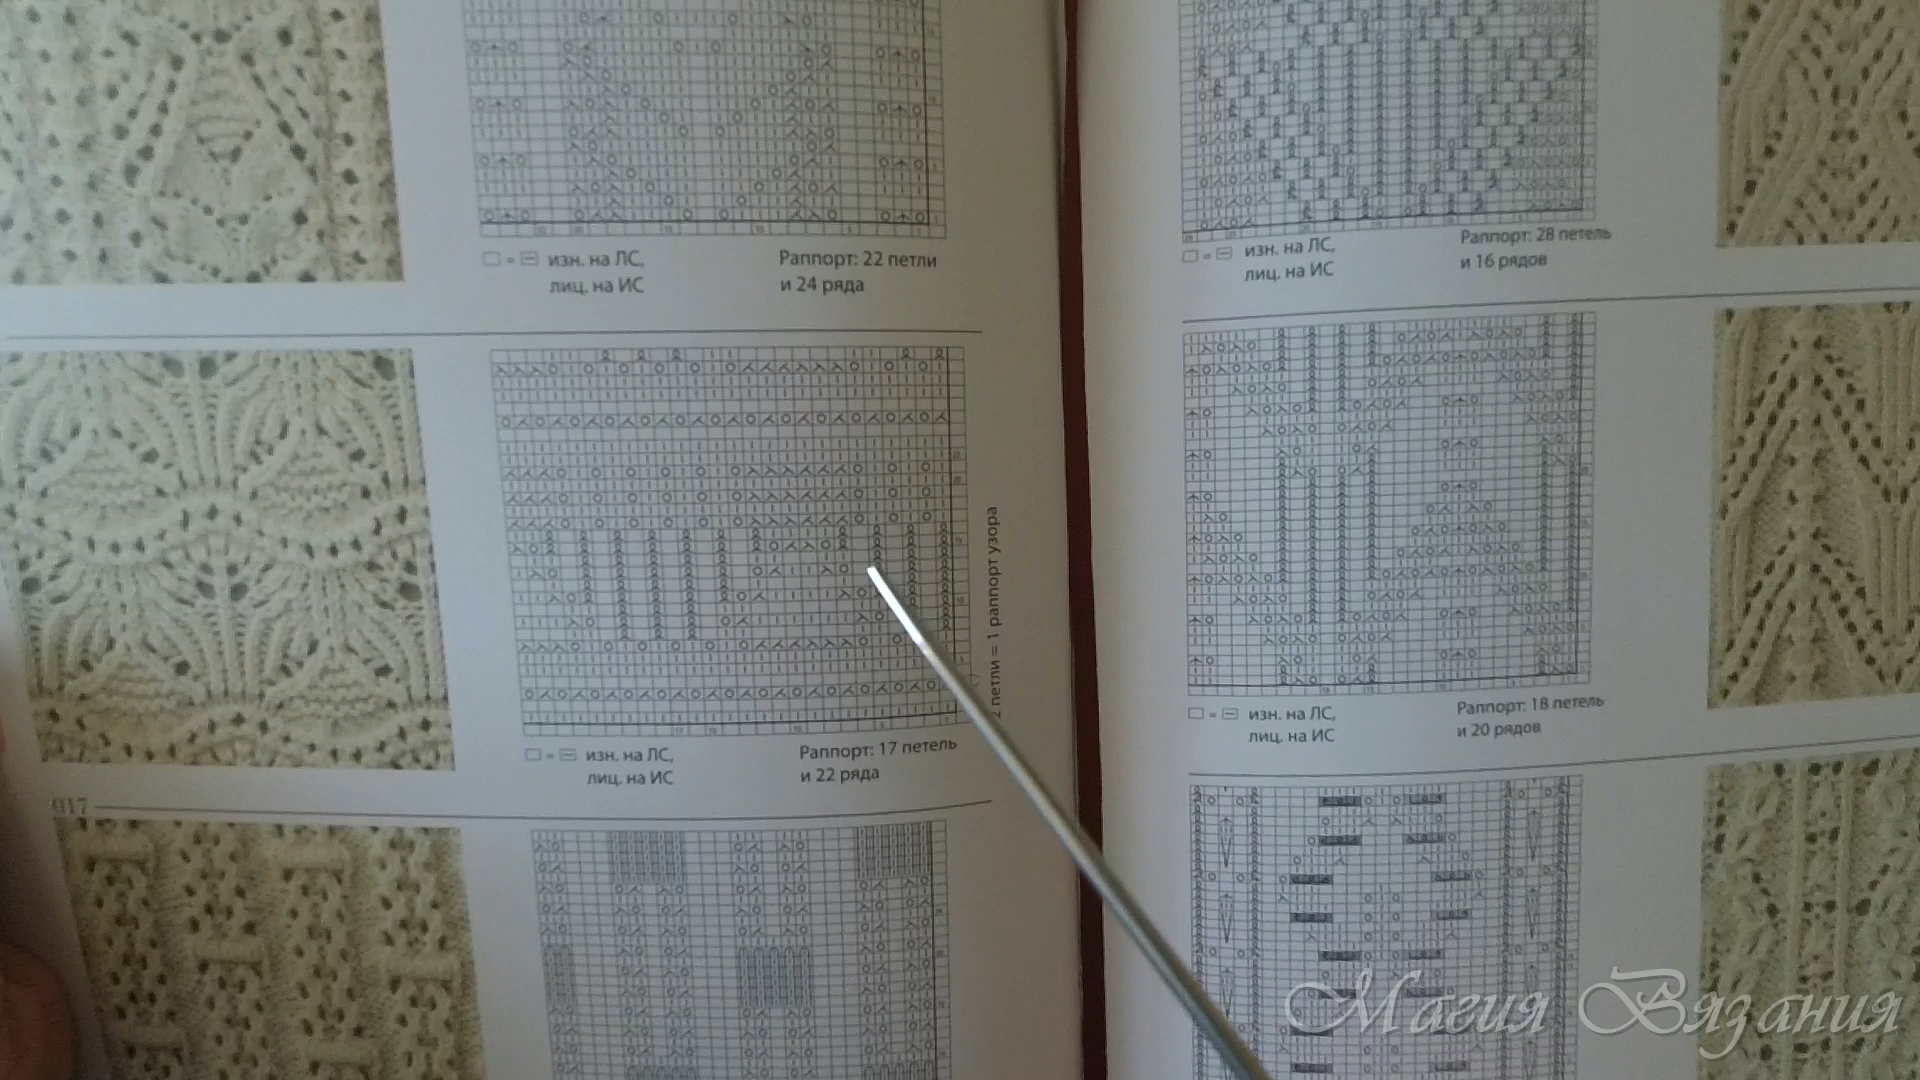 □ = ⊟ изн. на ЛС,
лиц. на ИС
Раппорт: 22 петли
и 24 ряда
□ = ⊟ изн. на ЛС,
лиц. на ИС
Раппорт: 17 петель
и 22 ряда
2 петли = 1 раппорт узора
017
□ = ⊟ изн. на ЛС,
лиц. на ИС
Раппорт: 28 петель
и 16 рядов
□ = ⊟ изн. на ЛС,
лиц. на ИС
Раппорт: 18 петель
и 20 рядов
Магия Вязания